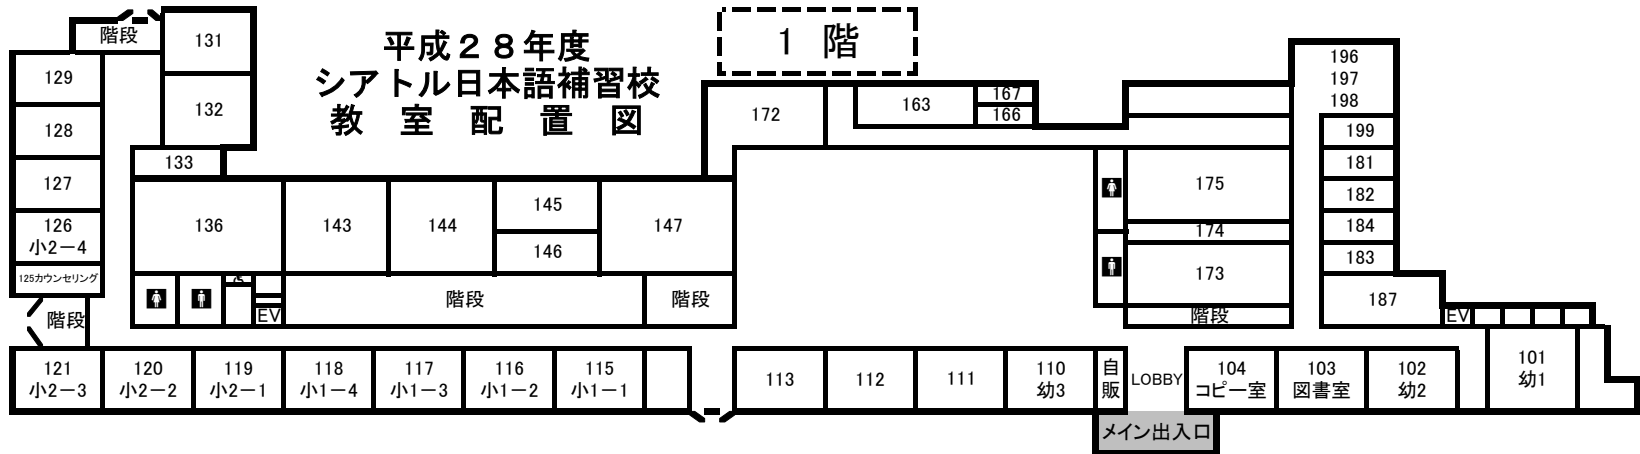 平成２８年度
シアトル日本語補習校
教室配置図
１階
階段
131
129
132
128
133
127
126
小2－4
125カウンセリング
階段
136
143
144
145
146
147
EV
階段
階段
172
163
167
166
196
197
198
199
181
182
184
183
187
EV
175
174
173
階段
121
小2－3
120
小2－2
119
小2－1
118
小1－4
117
小1－3
116
小1－2
115
小1－1
113
112
111
110
幼3
自
販
LOBBY
104
コピー室
103
図書室
102
幼2
101
幼1
メイン出入口